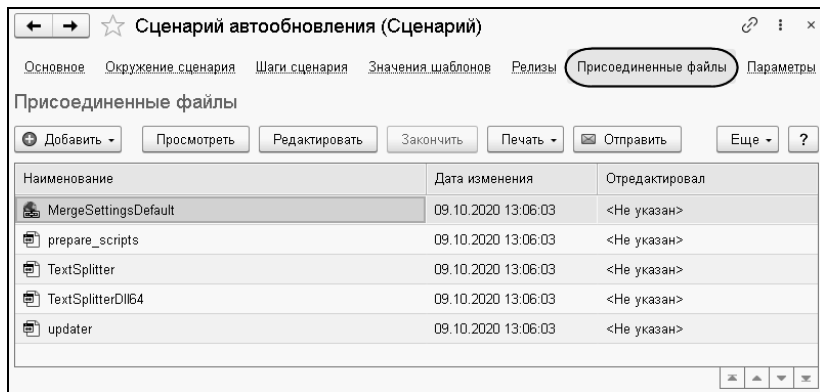 Сценарий автообновления (Сценарий)
Основное Окружение сценария Шаги сценария Значения шаблонов Релизы Присоединенные файлы Параметры
Присоединенные файлы
Добавить Просмотреть Редактировать Закончить Печать Отправить Еще ?
Наименование Дата изменения Отредактировал
MergeSettingsDefault 09.10.2020 13:06:03 <Не указан>
prepare_scripts 09.10.2020 13:06:03 <Не указан>
TextSplitter 09.10.2020 13:06:03 <Не указан>
TextSplitterDll64 09.10.2020 13:06:03 <Не указан>
updater 09.10.2020 13:06:03 <Не указан>